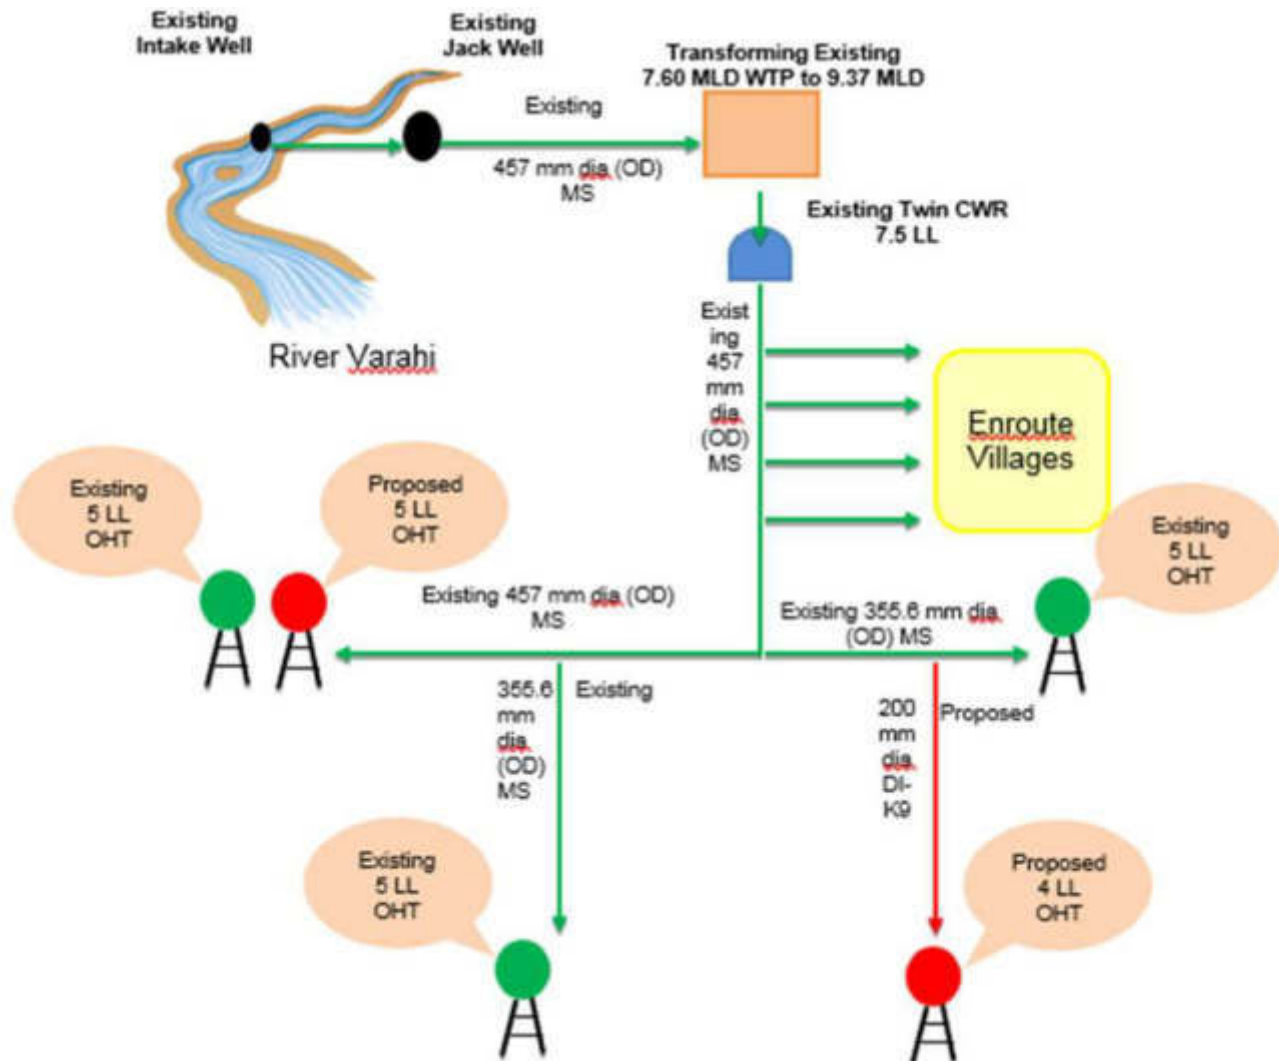 Existing
Intake Well
Existing
Jack Well
Transforming Existing
7.60 MLD WTP to 9.37 MLD
Existing
457 mm dia (OD)
MS
Existing Twin CWR
7.5 LL
River Varahi
Exist
ing
457
mm
dia
(OD)
MS
Enroute
Villages
Existing
5 LL
OHT
Proposed
5 LL
OHT
Existing
5 LL
OHT
Existing 457 mm dia (OD)
MS
Existing 355.6 mm dia
(OD) MS
355.6
mm
dia
(OD)
MS
Existing
200
mm
dia
DI-
K9
Proposed
Existing
5 LL
OHT
Proposed
4 LL
OHT